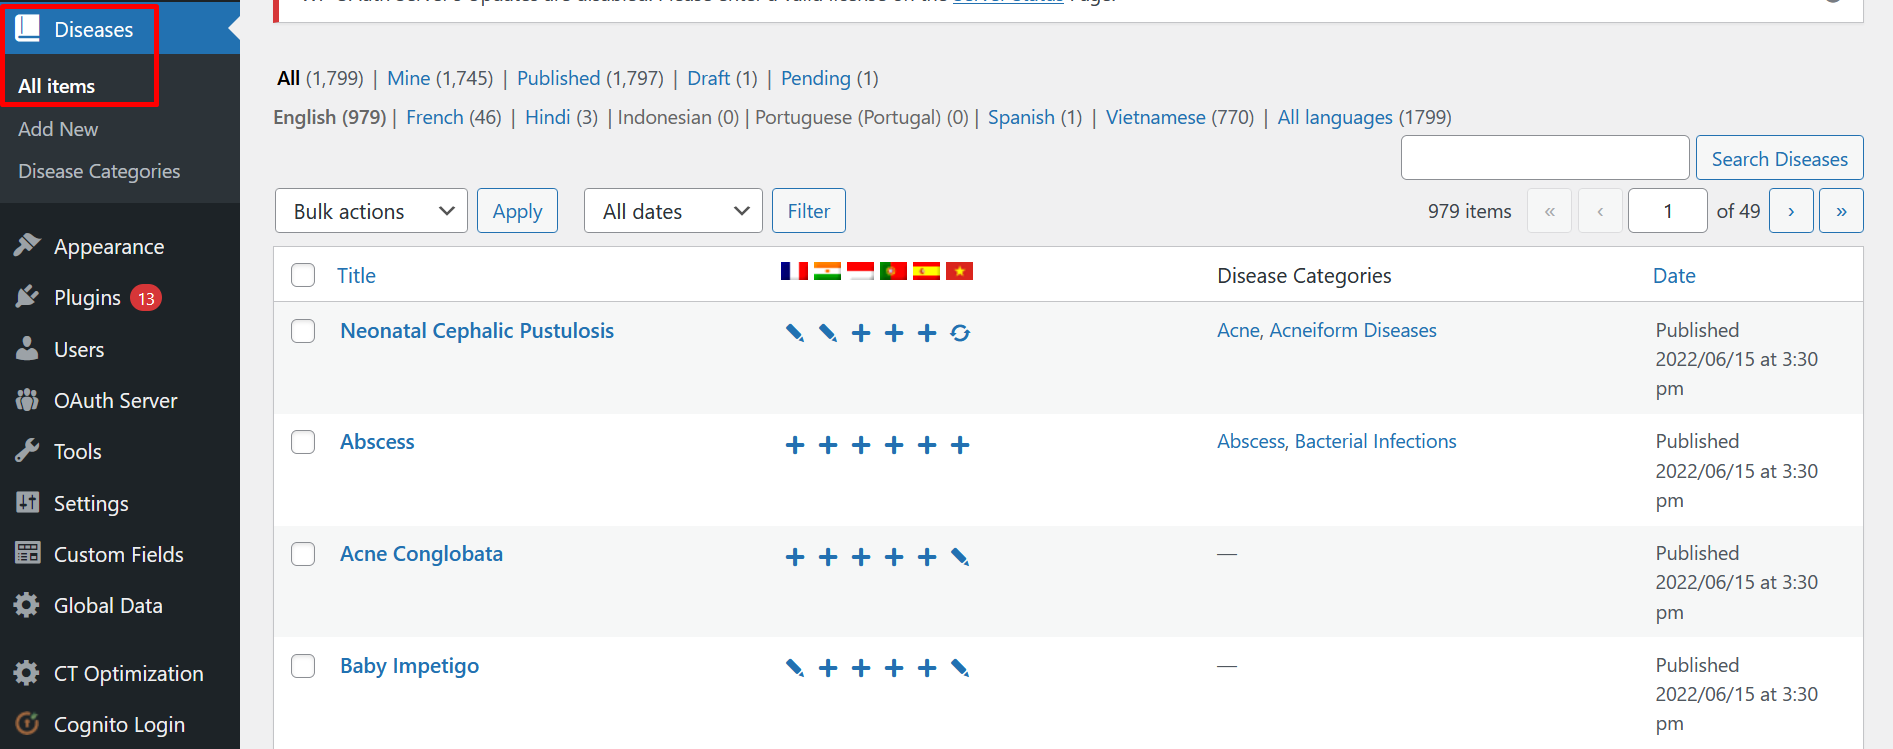 Diseases
All items
Add New
Disease Categories
Appearance
Plugins 13
Users
OAuth Server
Tools
Settings
Custom Fields
Global Data
CT Optimization
Cognito Login
All (1,799) | Mine (1,745) | Published (1,797) | Draft (1) | Pending (1)
English (979) | French (46) | Hindi (3) | Indonesian (0) | Portuguese (Portugal) (0) | Spanish (1) | Vietnamese (770) | All languages (1799)
Search Diseases
Bulk actions Apply All dates Filter 979 items « ‹ 1 of 49 › »
Title Disease Categories Date
Neonatal Cephalic Pustulosis Acne, Acneiform Diseases Published
2022/06/15 at 3:30
pm
Abscess Abscess, Bacterial Infections Published
2022/06/15 at 3:30
pm
Acne Conglobata — Published
2022/06/15 at 3:30
pm
Baby Impetigo — Published
2022/06/15 at 3:30
pm